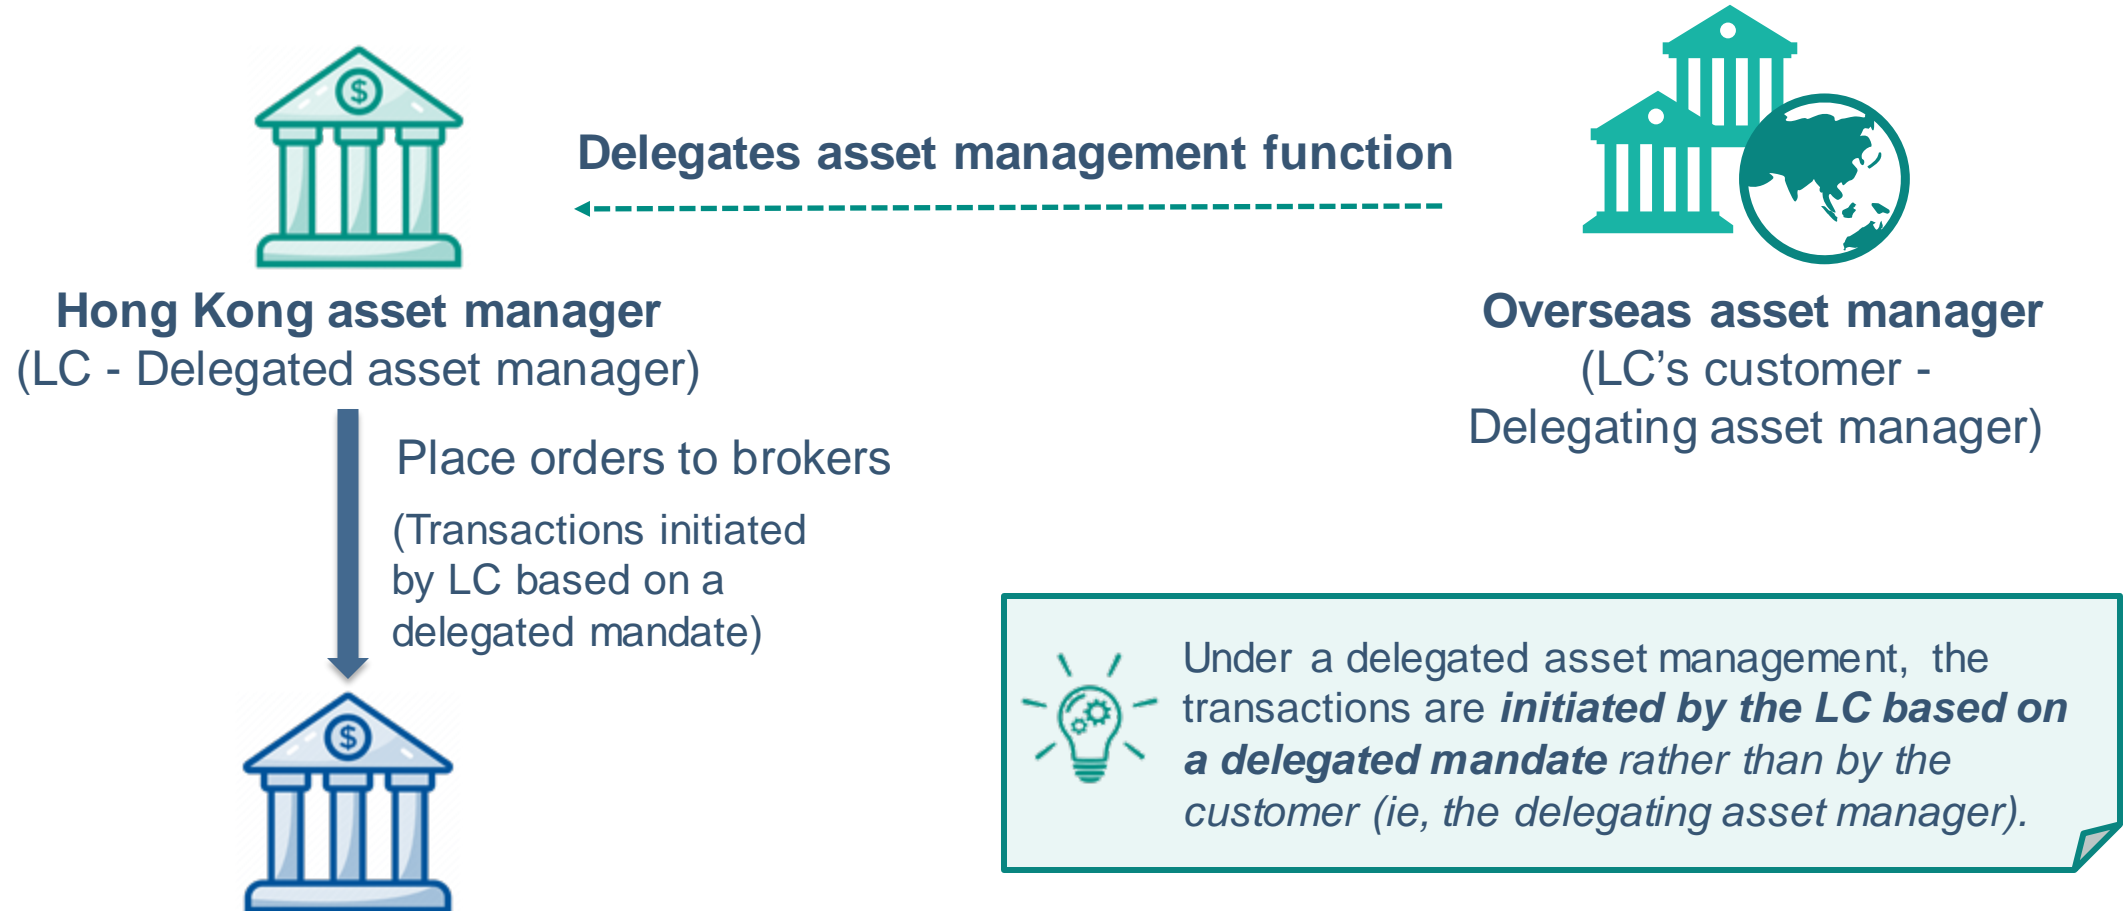 $
Delegates asset management function
Hong Kong asset manager
(LC - Delegated asset manager)
Overseas asset manager
(LC's customer -
Delegating asset manager)
Place orders to brokers
(Transactions initiated
by LC based on a
delegated mandate)
$
Under a delegated asset management, the
transactions are initiated by the LC based on
a delegated mandate rather than by the
customer (ie, the delegating asset manager).